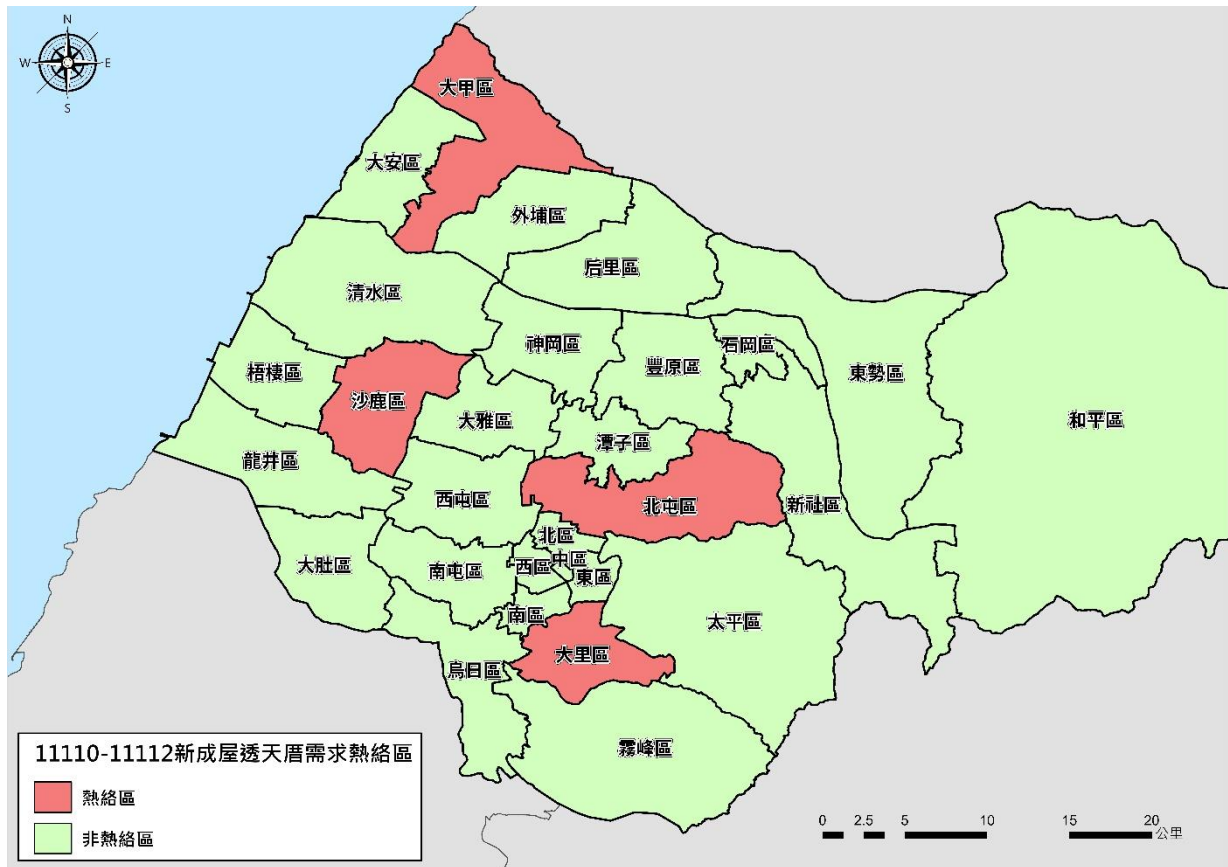 N
W
E
S
大甲區
大安區
外埔區
后里區
清水區
神岡區
豐原區
石岡區
東勢區
和平區
梧棲區
沙鹿區
大雅區
潭子區
龍井區
西屯區
北屯區
新社區
北區
中區
大肚區
南屯區
西區
東區
南區
太平區
大里區
烏日區
霧峰區
11110-11112新成屋透天厝需求熱絡區
熱絡區
非熱絡區
0 2.5 5 10 15 20
公里